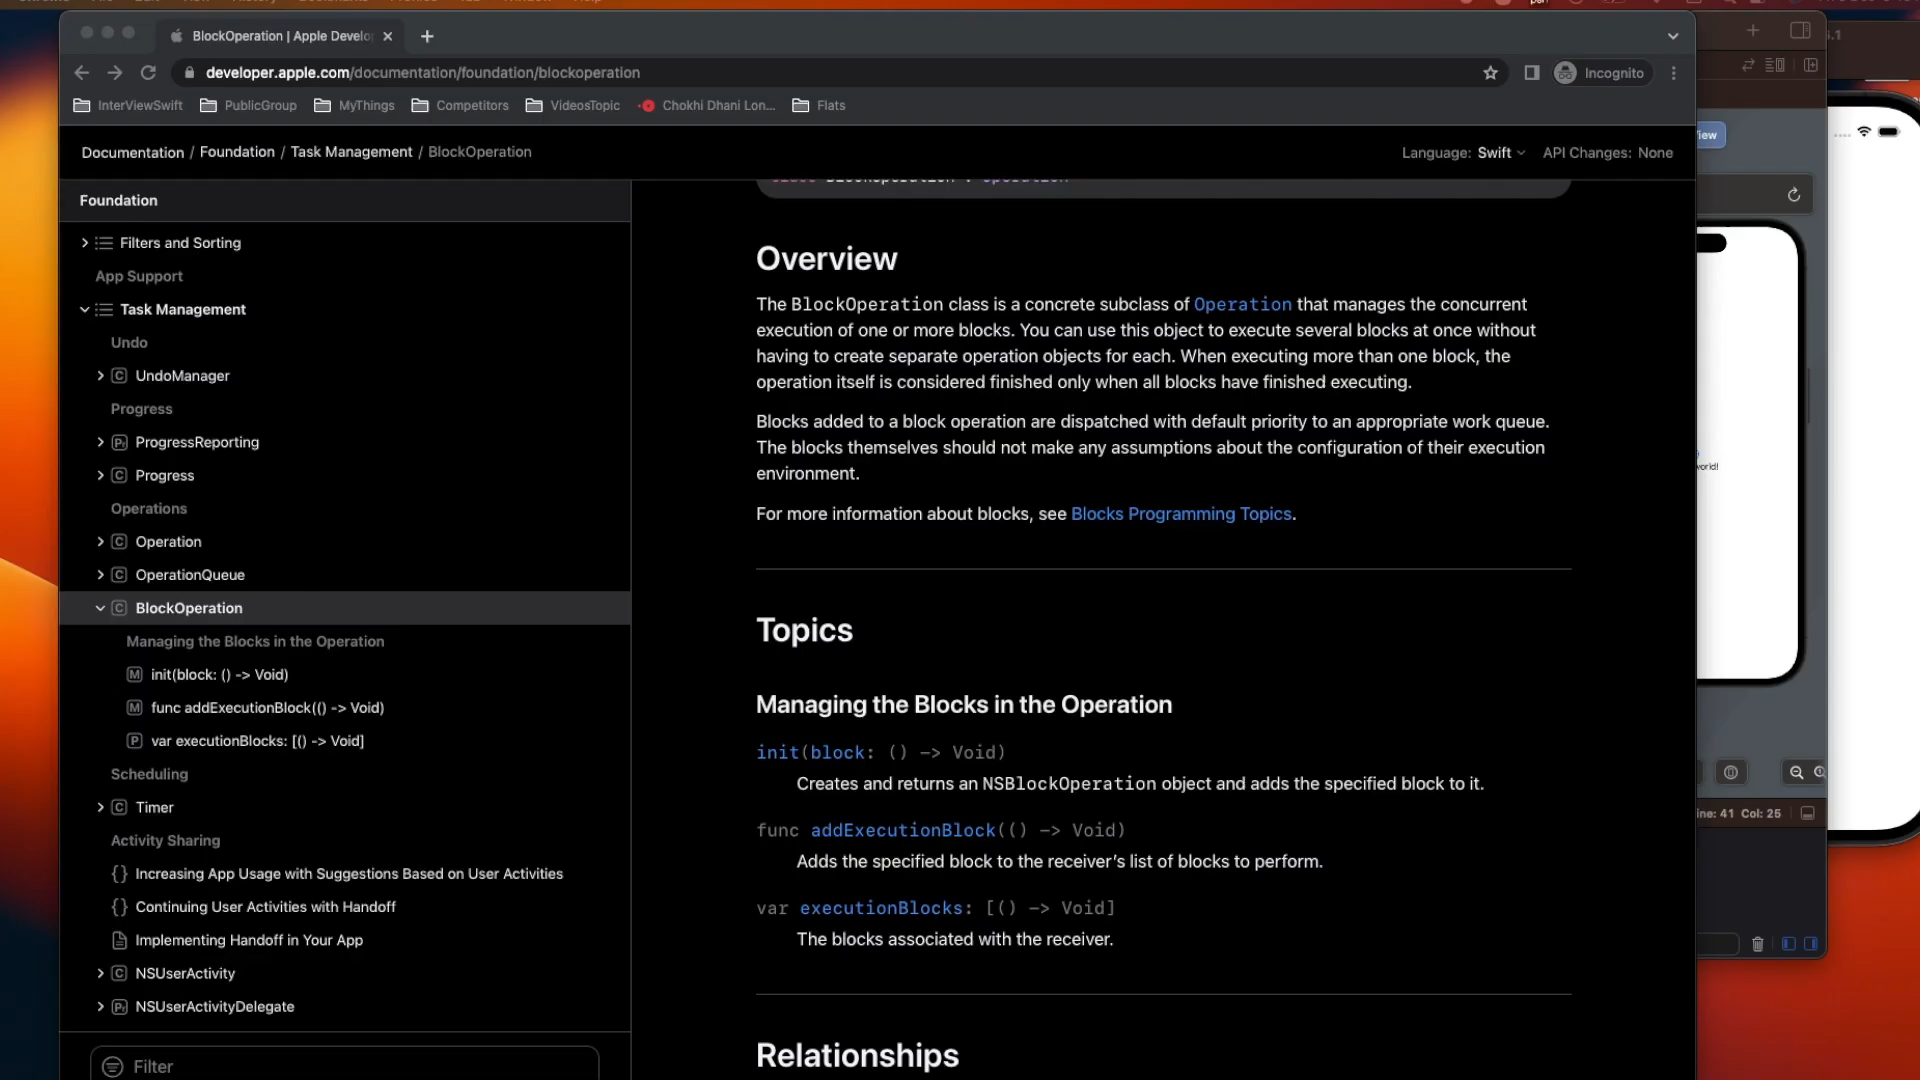 BlockOperation | Apple Develo
developer.apple.com/documentation/foundation/blockoperation
Incognito
InterViewSwift
PublicGroup
MyThings
Competitors
VideosTopic
Chokhi Dhani Lon...
Flats
Documentation / Foundation / Task Management / BlockOperation
Language: Swift
API Changes: None
Foundation
Filters and Sorting
App Support
Task Management
Undo
C UndoManager
Progress
Pr ProgressReporting
C Progress
Operations
C Operation
C OperationQueue
C BlockOperation
Managing the Blocks in the Operation
M init(block: () -> Void)
M func addExecutionBlock(() -> Void)
P var executionBlocks: [() -> Void]
Scheduling
C Timer
Activity Sharing
{} Increasing App Usage with Suggestions Based on User Activities
{} Continuing User Activities with Handoff
Implementing Handoff in Your App
C NSUserActivity
Pr NSUserActivityDelegate
Filter
Overview
The BlockOperation class is a concrete subclass of Operation that manages the concurrent
execution of one or more blocks. You can use this object to execute several blocks at once without
having to create separate operation objects for each. When executing more than one block, the
operation itself is considered finished only when all blocks have finished executing.
Blocks added to a block operation are dispatched with default priority to an appropriate work queue.
The blocks themselves should not make any assumptions about the configuration of their execution
environment.
For more information about blocks, see Blocks Programming Topics.
Topics
Managing the Blocks in the Operation
init(block: () -> Void)
Creates and returns an NSBlockOperation object and adds the specified block to it.
func addExecutionBlock(() -> Void)
Adds the specified block to the receiver’s list of blocks to perform.
var executionBlocks: [() -> Void]
The blocks associated with the receiver.
Relationships
iew
world!
ine: 41 Col: 25